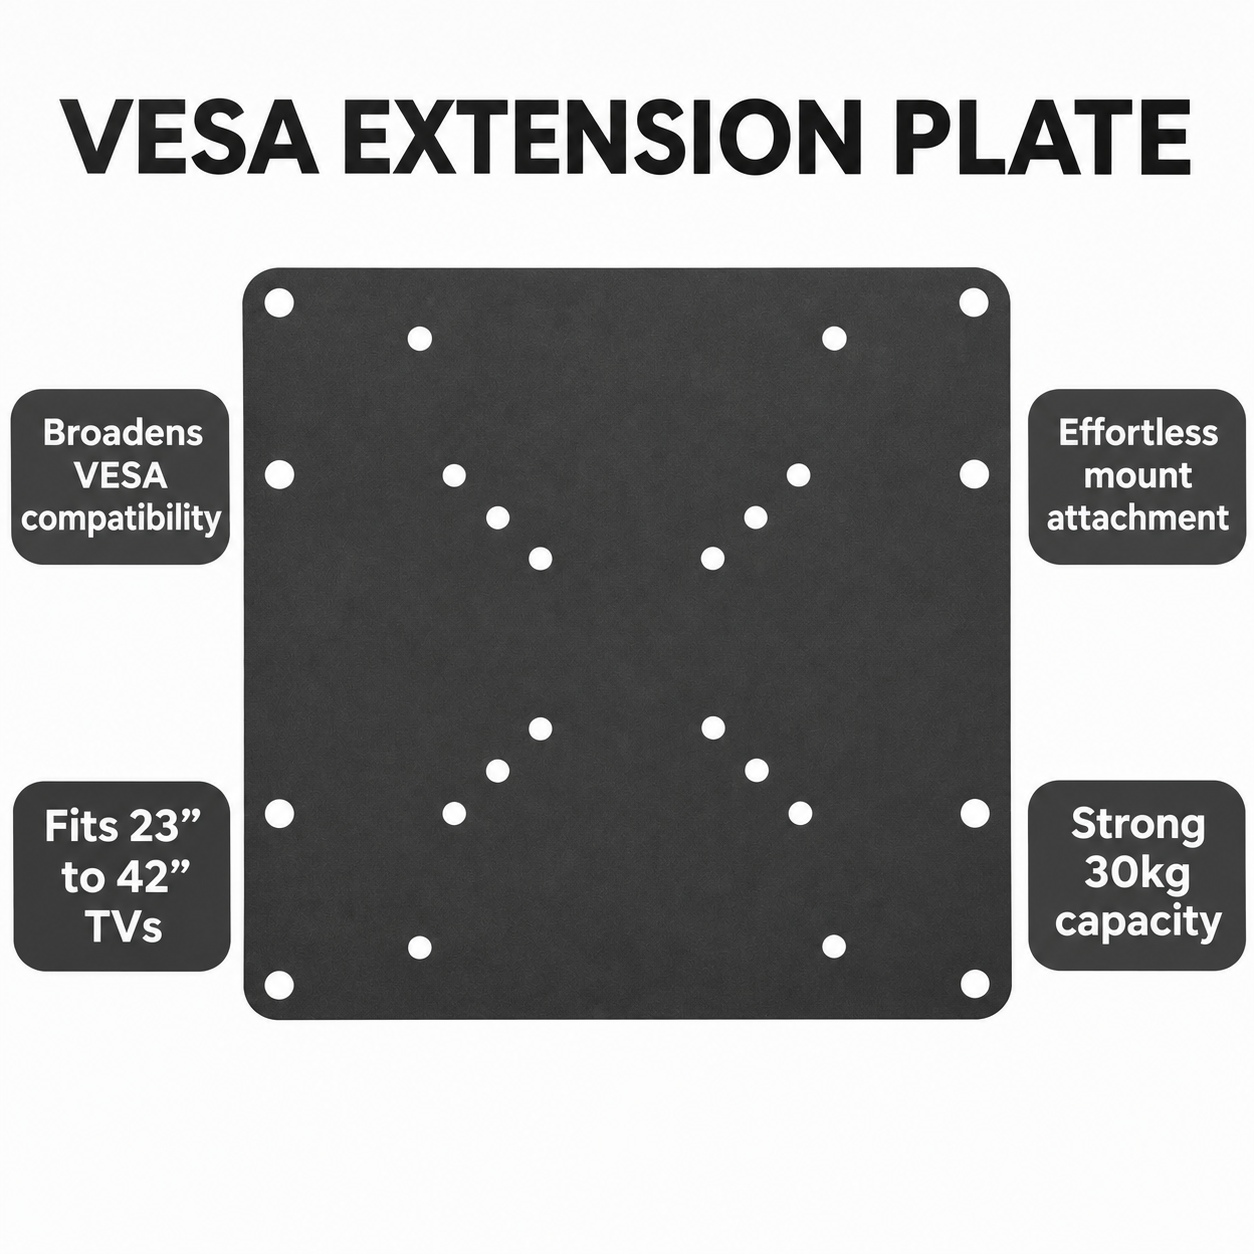 VESA EXTENSION PLATE
Broadens
VESA
compatibility
Effortless
mount
attachment
Fits 23”
to 42”
TVs
Strong
30kg
capacity